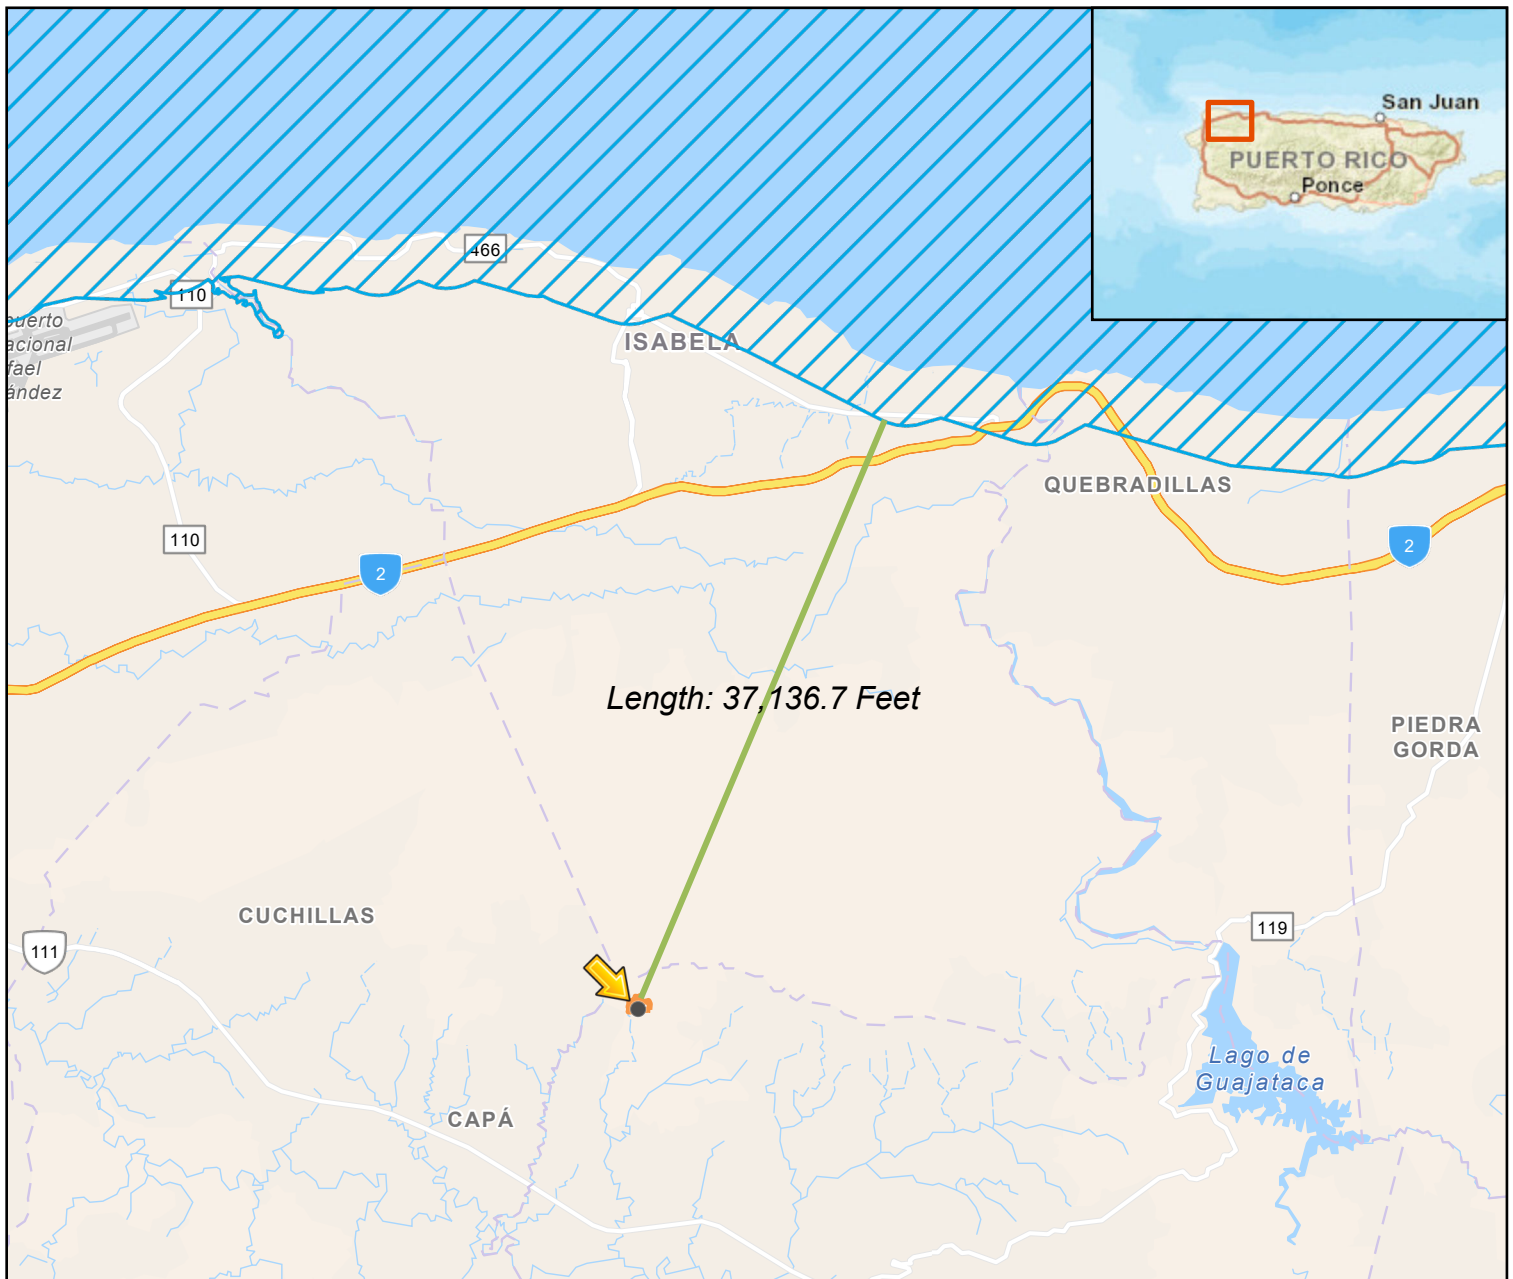 San Juan
PUERTO RICO
Ponce
466
110
puerto
acional
fael
ández
ISABELA
QUEBRADILLAS
110
2
2
Length: 37,136.7 Feet
PIEDRA
GORDA
CUCHILLAS
111
119
Lago de
Guajataca
CAPÁ